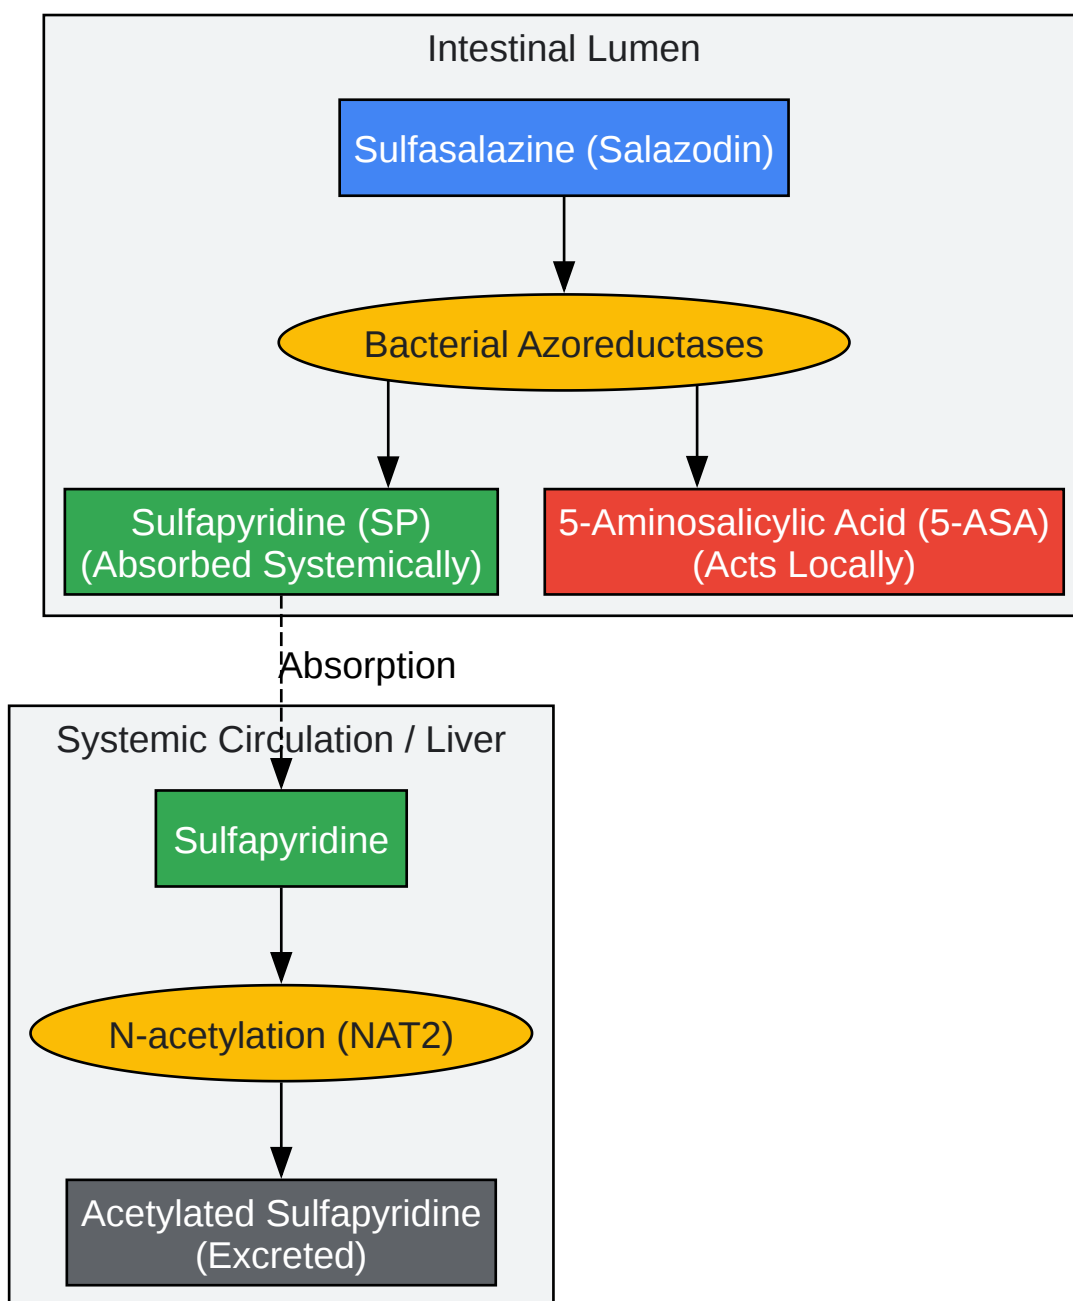 Intestinal Lumen
Sulfasalazine (Salazodin)
Bacterial Azoreductases
Sulfapyridine (SP)
(Absorbed Systemically)
5-Aminosalicylic Acid (5-ASA)
(Acts Locally)
Absorption
Systemic Circulation / Liver
Sulfapyridine
N-acetylation (NAT2)
Acetylated Sulfapyridine
(Excreted)